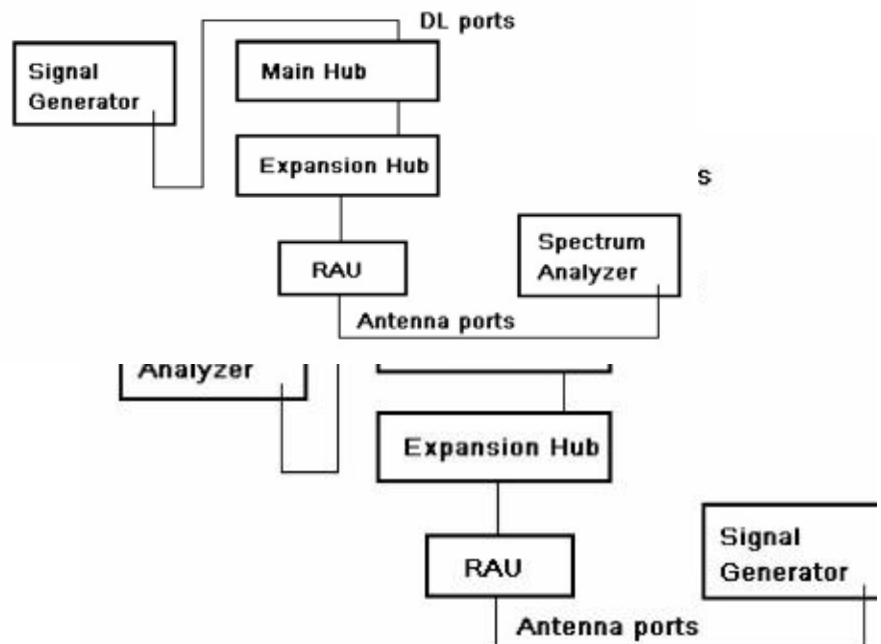 DL ports
Signal
Generator
Main Hub
Expansion Hub
s
Spectrum
Analyzer
RAU
Antenna ports
Analyzer
Expansion Hub
Signal
Generator
RAU
Antenna ports